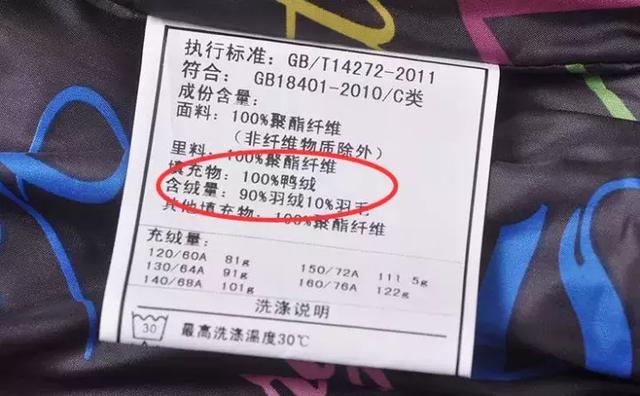 执行标准: GB/T14272-2011
符合: GB18401-2010/C类
成份含量:
面料: 100%聚酯纤维
(非纤维物质除外)
里料: 100%聚酯纤维
填充物: 100%鸭绒
含绒量: 90%羽绒10%羽毛
其他填充物: 100%聚酯纤维
充绒量:
120/60A 81g 150/72A 111 5g
130/64A 91g 160/76A 122g
140/68A 101g
洗涤说明
30 最高洗涤温度30℃